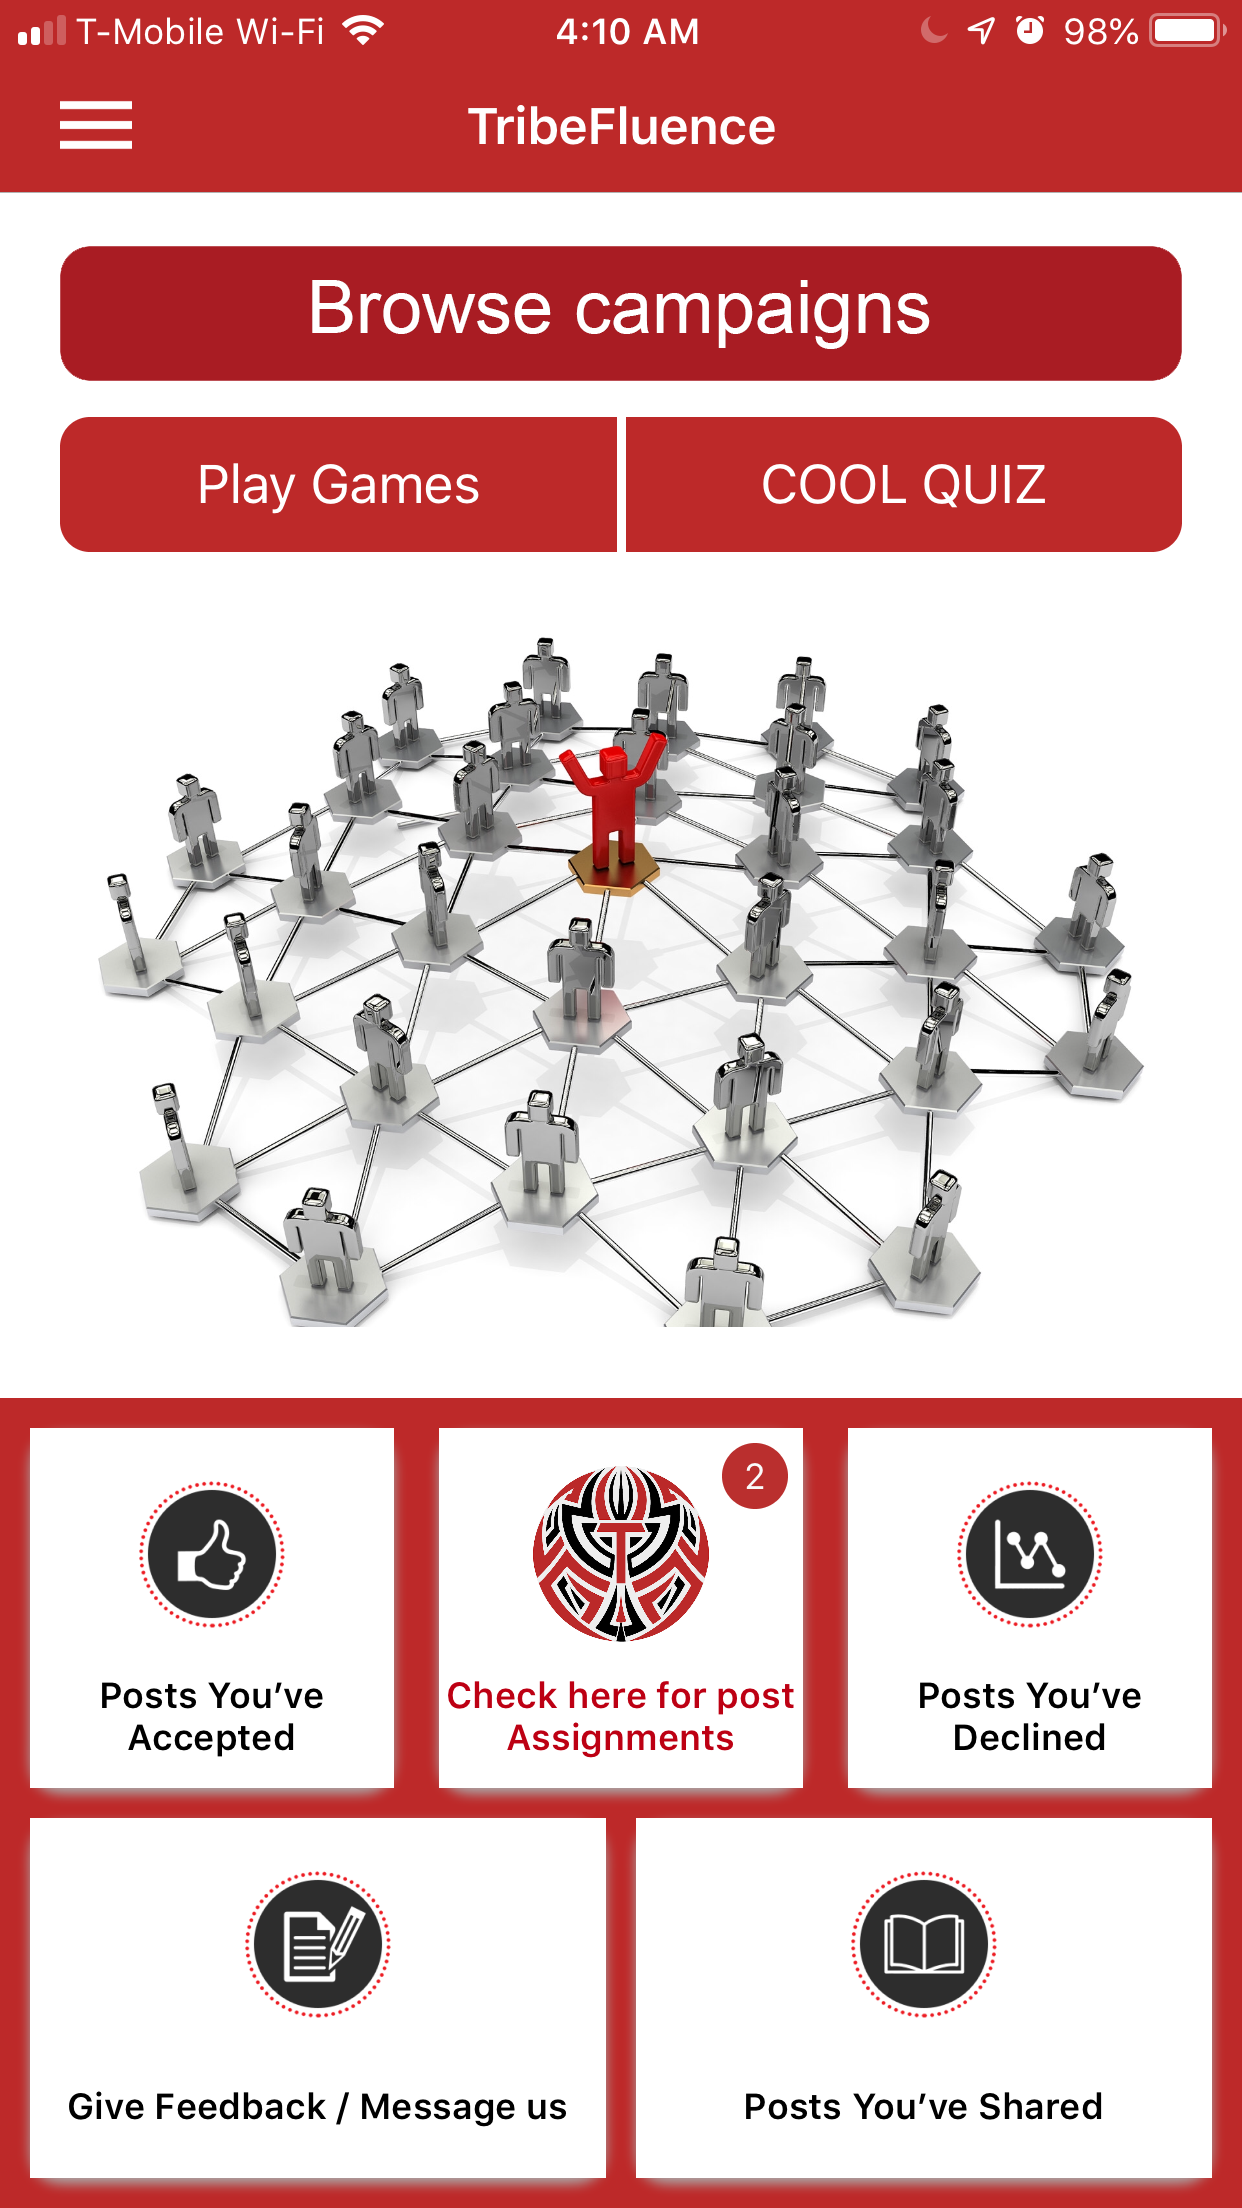 T-Mobile Wi-Fi 4:10 AM 98%
TribeFluence
Browse campaigns
Play Games COOL QUIZ
2
Posts You’ve
Accepted
Check here for post
Assignments
Posts You’ve
Declined
Give Feedback / Message us
Posts You’ve Shared